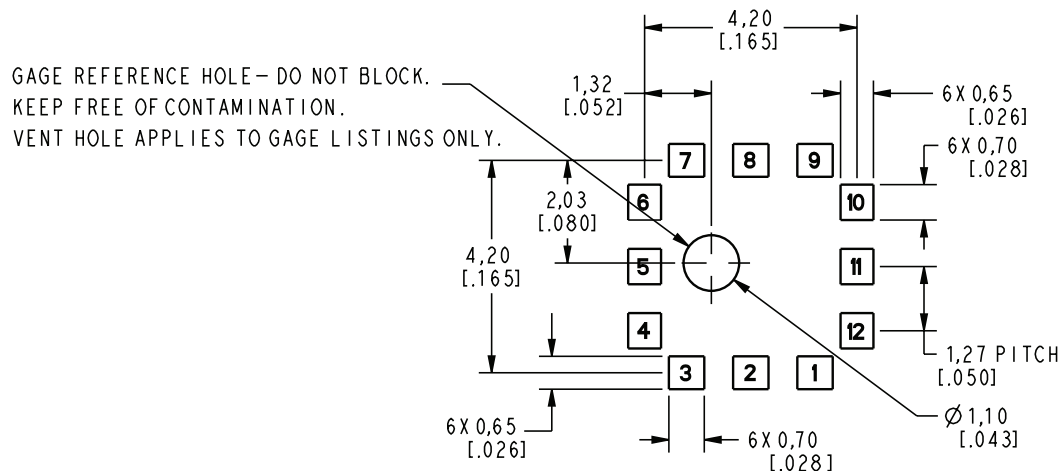 4,20
[.165]
GAGE REFERENCE HOLE- DO NOT BLOCK.
KEEP FREE OF CONTAMINATION.
VENT HOLE APPLIES TO GAGE LISTINGS ONLY.
1,32
[.052]
6X 0,65
[.026]
6X 0,70
[.028]
7 8 9
6 10
2,03
[.080]
4,20
[.165]
5 11
4 12
1,27 PITCH
[.050]
3 2 1
6X 0,65
[.026]
6X 0,70
[.028]
Ø 1,10
[.043]